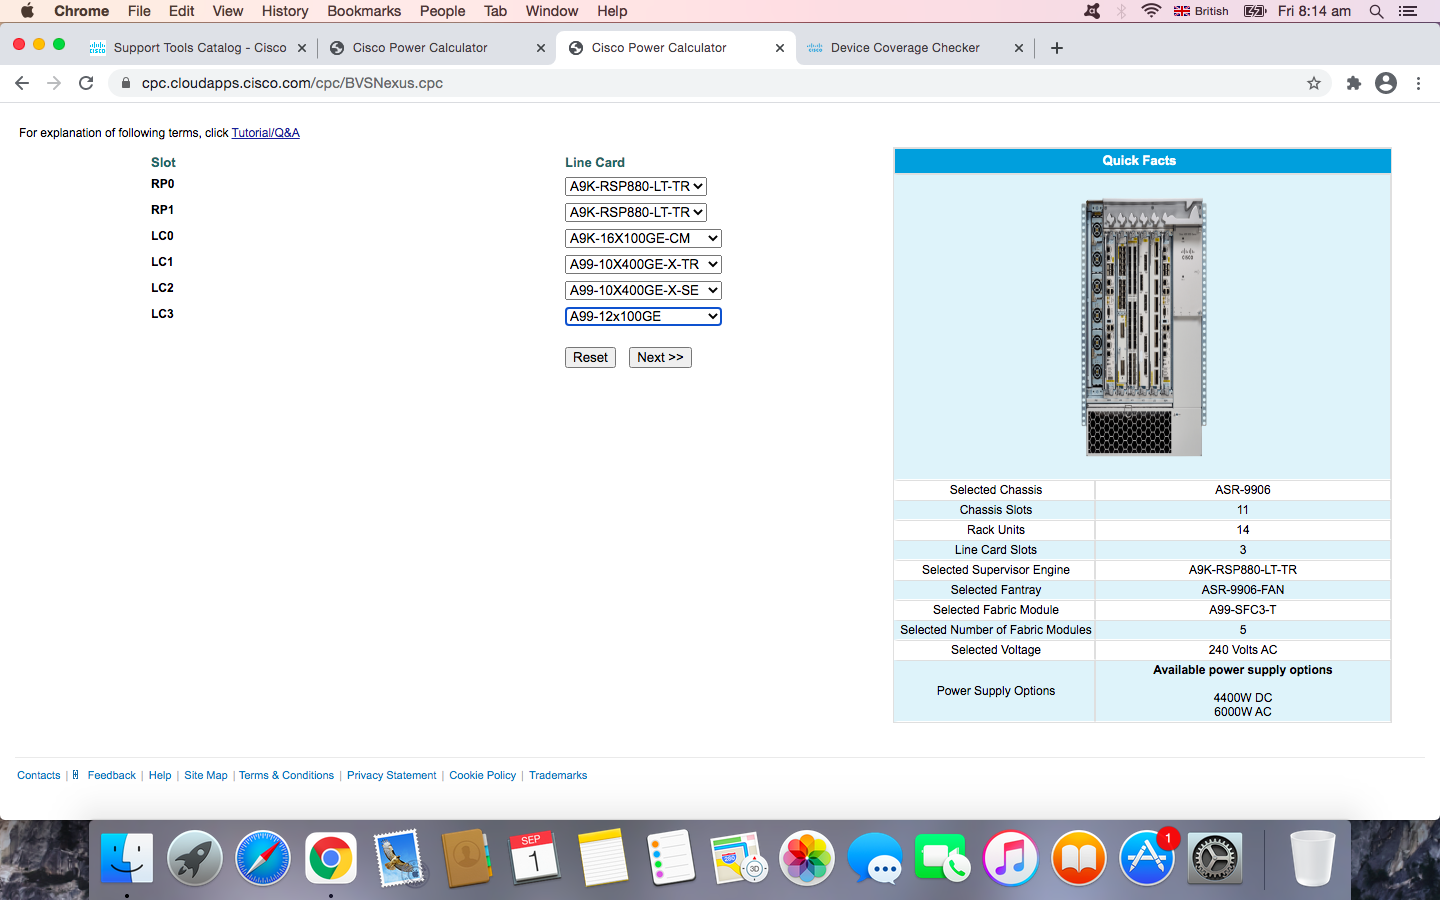 Chrome File Edit View History Bookmarks People Tab Window Help British Fri 8:14 am
Support Tools Catalog - Cisco Cisco Power Calculator Cisco Power Calculator Device Coverage Checker
cpc.cloudapps.cisco.com/cpc/BVSNexus.cpc
For explanation of following terms, click Tutorial/Q&A
Slot Line Card
RP0 A9K-RSP880-LT-TR
RP1 A9K-RSP880-LT-TR
LC0 A9K-16X100GE-CM
LC1 A99-10X400GE-X-TR
LC2 A99-10X400GE-X-SE
LC3 A99-12x100GE
Reset Next >>
Quick Facts
CISCO
Selected Chassis ASR-9906
Chassis Slots 11
Rack Units 14
Line Card Slots 3
Selected Supervisor Engine A9K-RSP880-LT-TR
Selected Fantray ASR-9906-FAN
Selected Fabric Module A99-SFC3-T
Selected Number of Fabric Modules 5
Selected Voltage 240 Volts AC
Power Supply Options Available power supply options
4400W DC
6000W AC
Contacts | Feedback | Help | Site Map | Terms & Conditions | Privacy Statement | Cookie Policy | Trademarks
SEP
1
280
3D
1